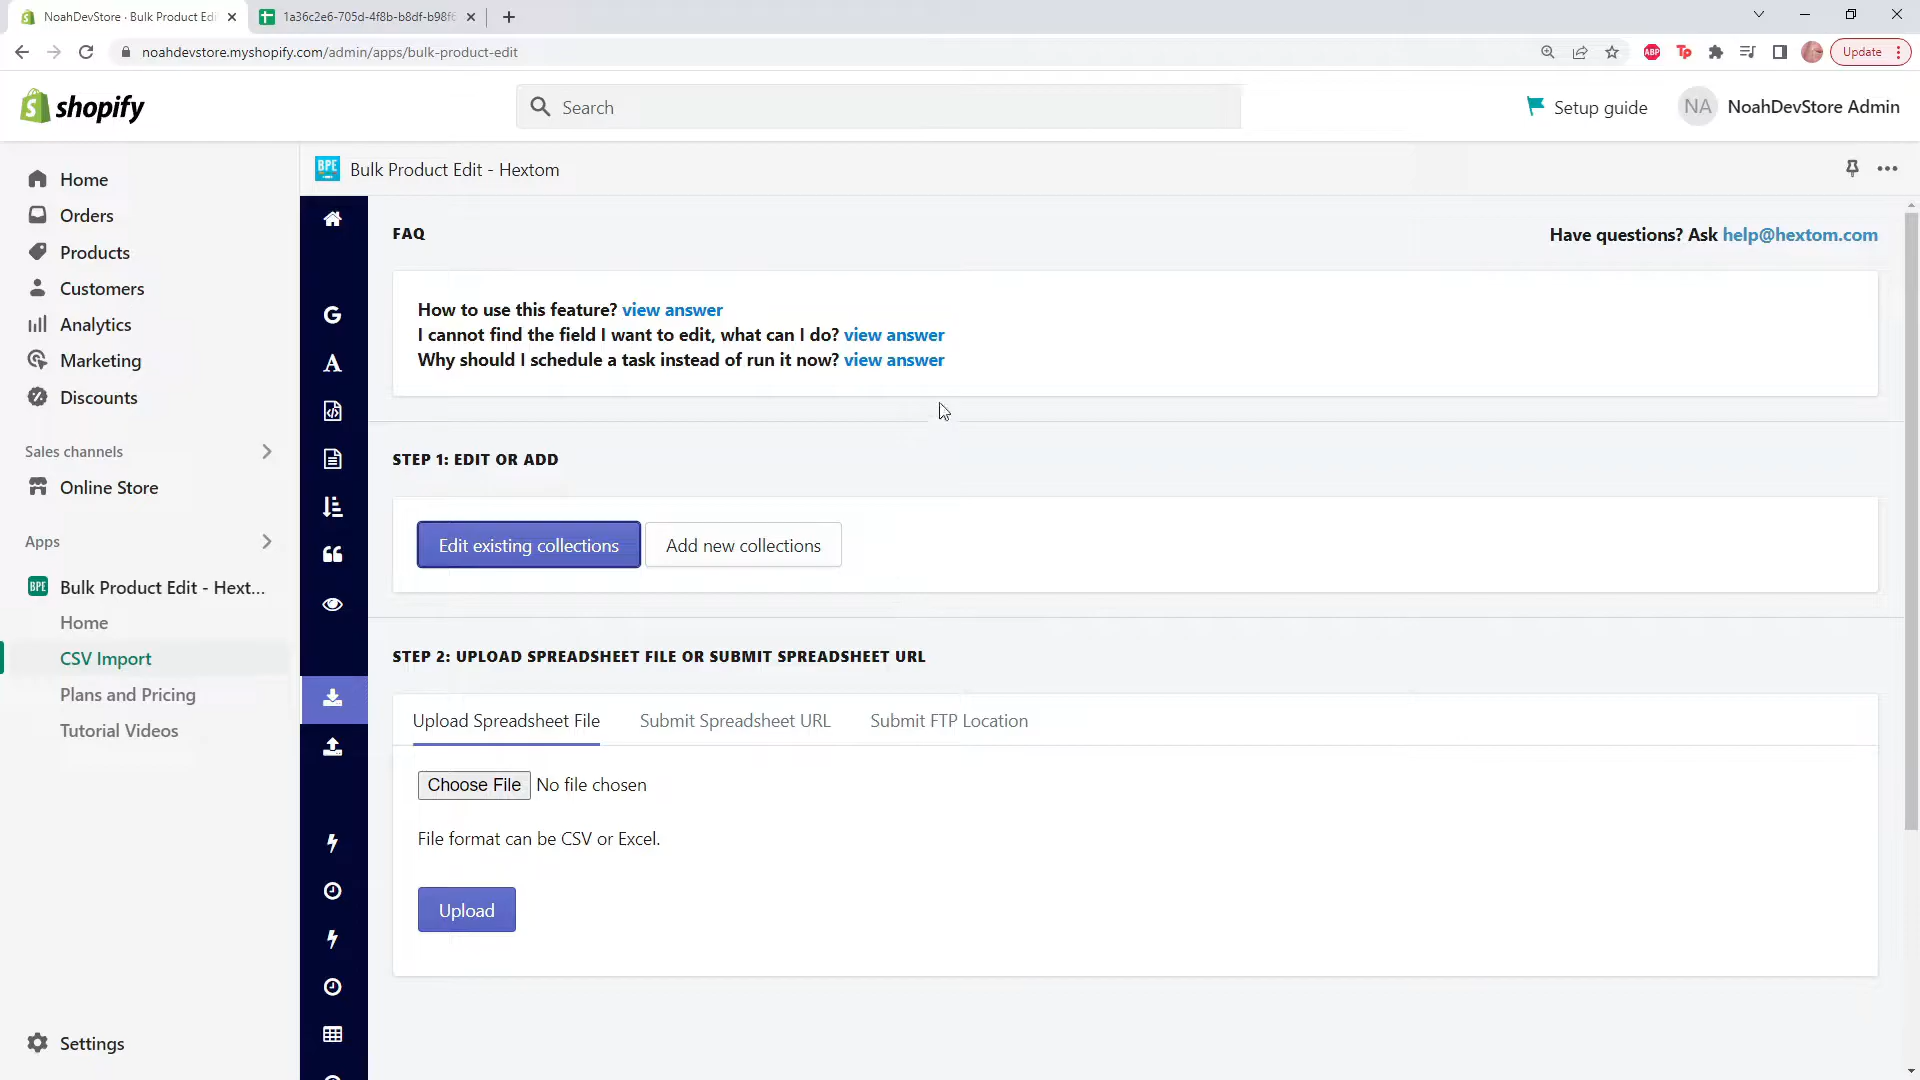 NoahDevStore · Bulk Product Edi
1a36c2e6-705d-4f8b-b8df-b98f6
noahdevstore.myshopify.com/admin/apps/bulk-product-edit
ABP
Tp
Update
shopify
Search
Setup guide
NA
NoahDevStore Admin
Home
Orders
Products
Customers
Analytics
Marketing
Discounts
Sales channels
Online Store
Apps
BPE
Bulk Product Edit - Hext...
Home
CSV Import
Plans and Pricing
Tutorial Videos
Settings
BPE
Bulk Product Edit - Hextom
FAQ
Have questions? Ask help@hextom.com
How to use this feature? view answer
I cannot find the field I want to edit, what can I do? view answer
Why should I schedule a task instead of run it now? view answer
STEP 1: EDIT OR ADD
Edit existing collections
Add new collections
STEP 2: UPLOAD SPREADSHEET FILE OR SUBMIT SPREADSHEET URL
Upload Spreadsheet File
Submit Spreadsheet URL
Submit FTP Location
Choose File No file chosen
File format can be CSV or Excel.
Upload